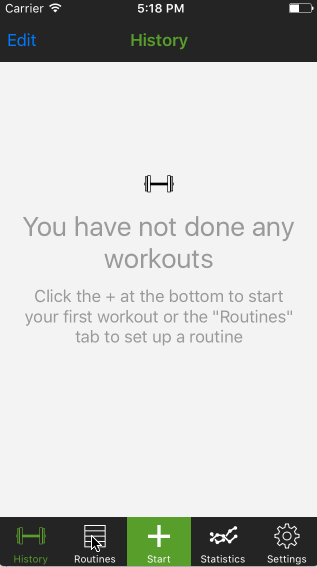 Carrier 5:18 PM
Edit History
You have not done any
workouts
Click the + at the bottom to start
your first workout or the "Routines"
tab to set up a routine
History Routines Start Statistics Settings